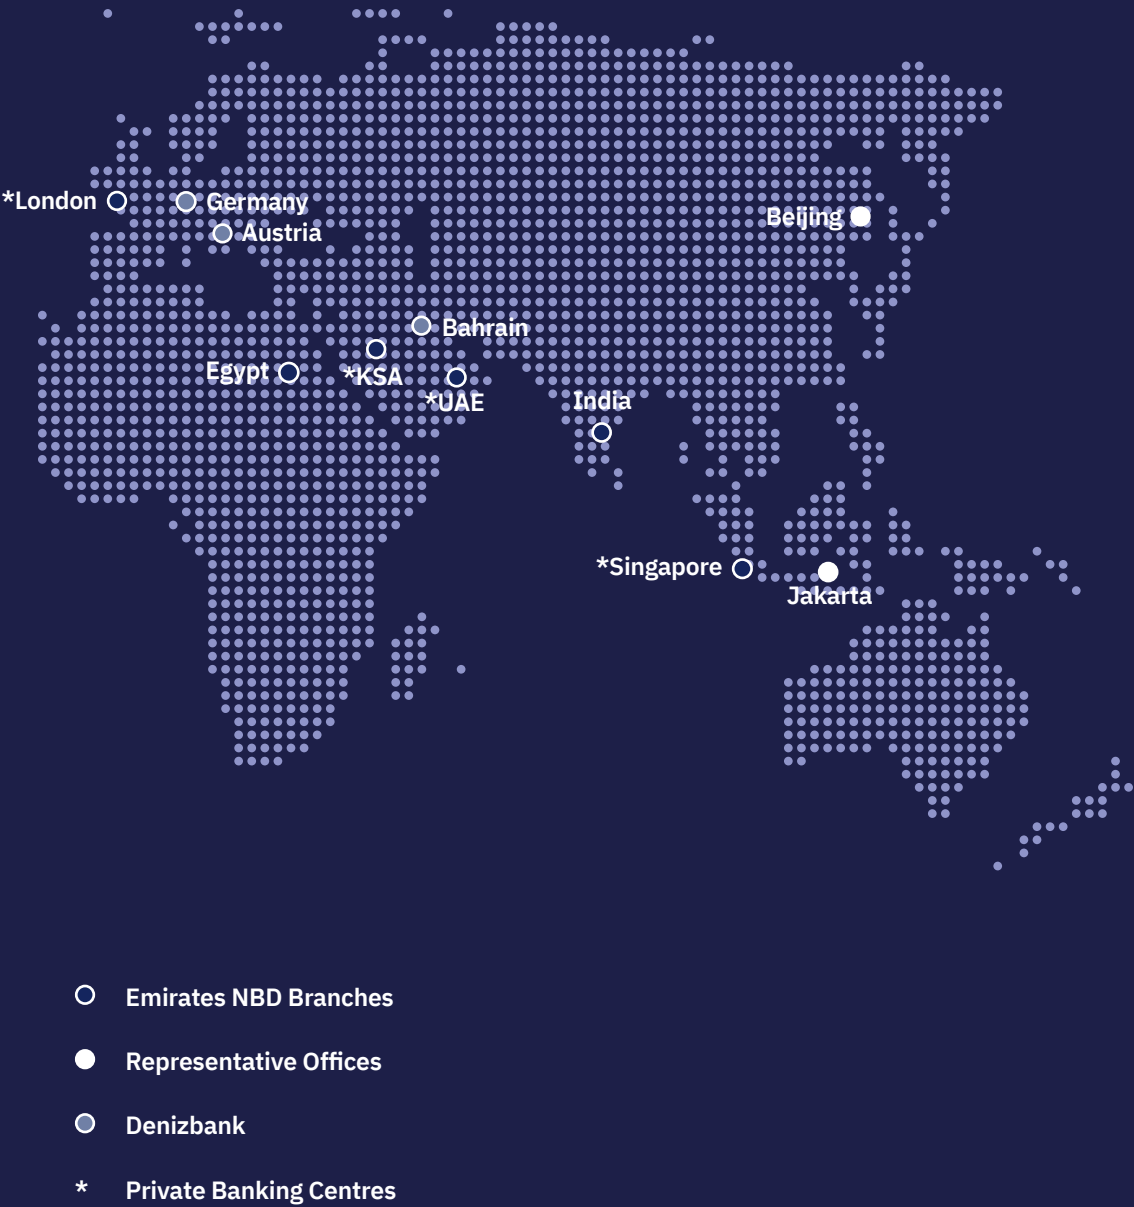 *London
Germany
Austria
Beijing
Bahrain
Egypt
*KSA
*UAE
India
*Singapore
Jakarta
Emirates NBD Branches
Representative Offices
Denizbank
* Private Banking Centres